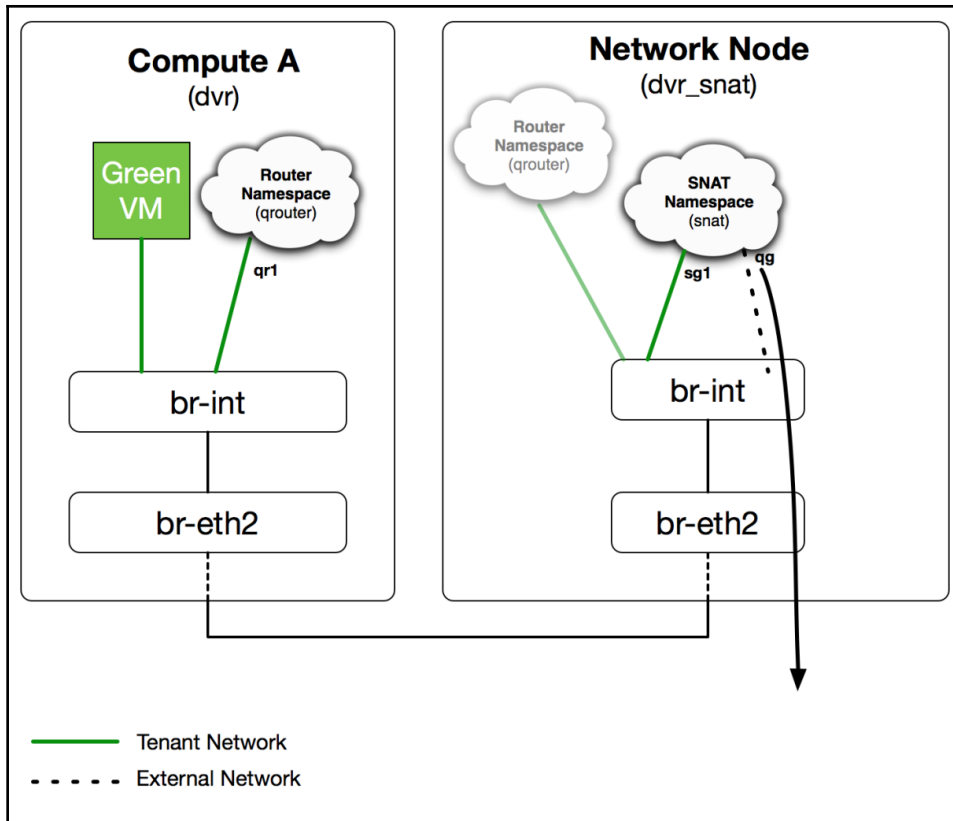 Compute A
(dvr)
Green
VM
Router
Namespace
(qrouter)
qr1
br-int
br-eth2
Network Node
(dvr_snat)
Router
Namespace
(qrouter)
SNAT
Namespace
(snat)
sg1
qg
br-int
br-eth2
Tenant Network
External Network